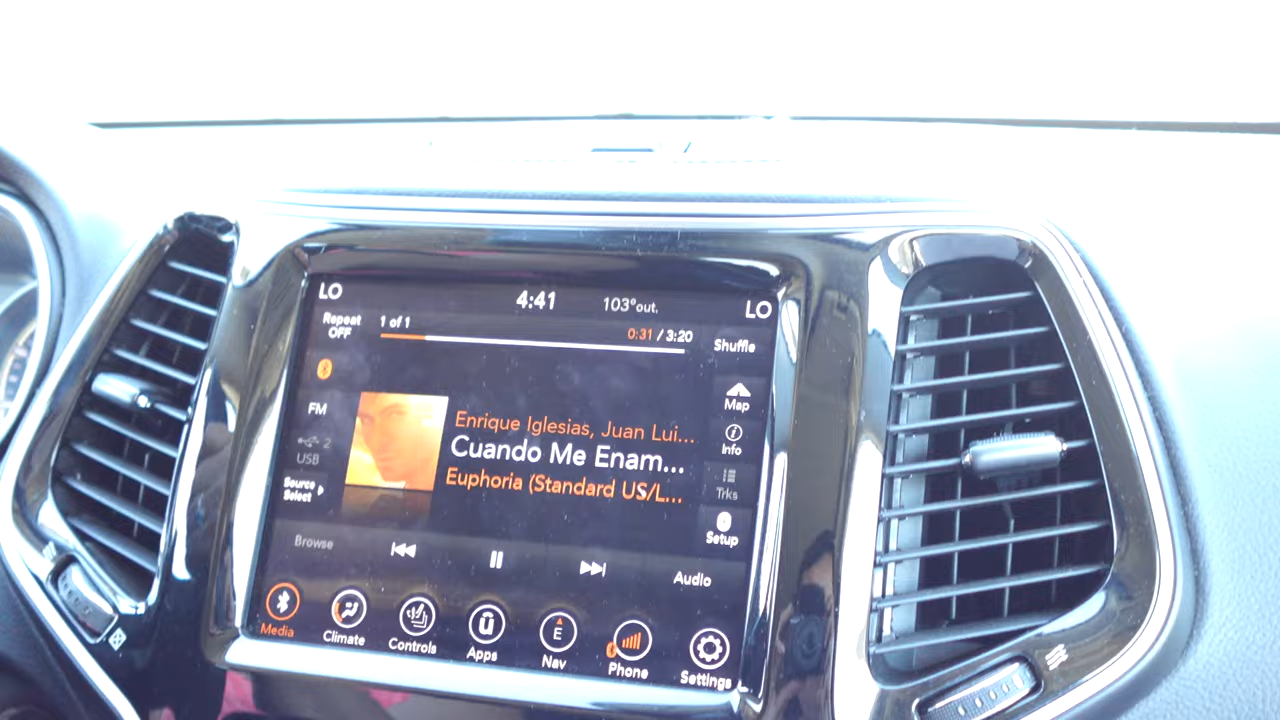 LO 4:41 103°out. LO
Repeat
OFF
1 of 1 0:31 / 3:20
Shuffle
FM
2
USB
Source
Select
Enrique Iglesias, Juan Lui...
Cuando Me Enam...
Euphoria (Standard US/L...
Map
i
Info
Trks
Setup
Browse
Audio
Media
Climate
Controls
ū
Apps
E
Nav
Phone
Settings